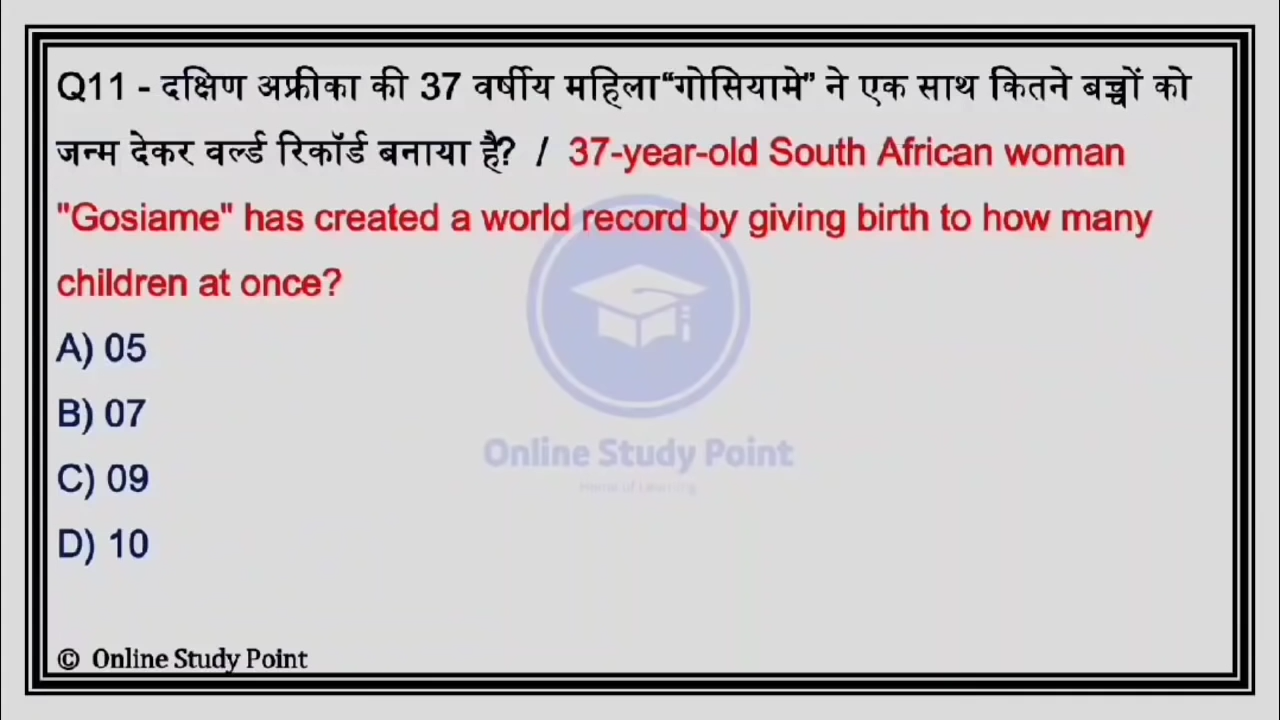 Q11 - दक्षिण अफ्रीका की 37 वर्षीय महिला“गोसियामे” ने एक साथ कितने बच्चों को
जन्म देकर वर्ल्ड रिकॉर्ड बनाया है? / 37-year-old South African woman
"Gosiame" has created a world record by giving birth to how many
children at once?
A) 05
B) 07
C) 09
D) 10
Online Study Point
© Online Study Point